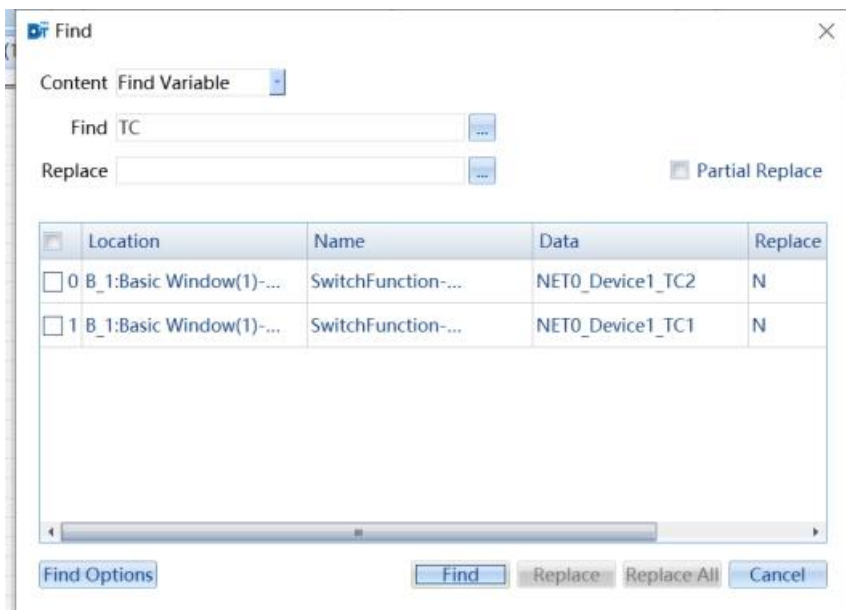 Find
Content Find Variable
Find TC ...
Replace ... Partial Replace
Location Name Data Replace
0 B_1:Basic Window(1)-... SwitchFunction-... NET0_Device1_TC2 N
1 B_1:Basic Window(1)-... SwitchFunction-... NET0_Device1_TC1 N
Find Options Find Replace Replace All Cancel